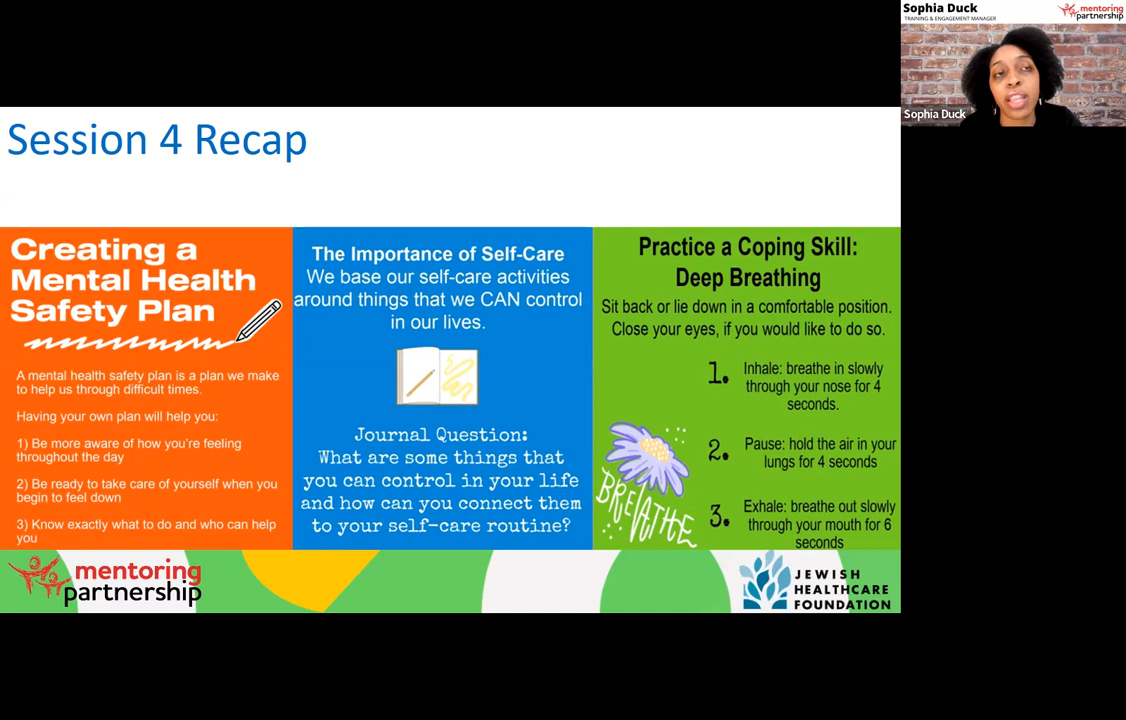 Session 4 Recap
Creating a
Mental Health
Safety Plan
A mental health safety plan is a plan we make
to help us through difficult times.
Having your own plan will help you:
1) Be more aware of how you're feeling
throughout the day
2) Be ready to take care of yourself when you
begin to feel down
3) Know exactly what to do and who can help
you
The Importance of Self-Care
We base our self-care activities
around things that we CAN control
in our lives.
Journal Question:
What are some things that
you can control in your life
and how can you connect them
to your self-care routine?
Practice a Coping Skill:
Deep Breathing
Sit back or lie down in a comfortable position.
Close your eyes, if you would like to do so.
1. Inhale: breathe in slowly
through your nose for 4
seconds.
2. Pause: hold the air in your
lungs for 4 seconds
3. Exhale: breathe out slowly
through your mouth for 6
seconds
BREATHE
mentoring
partnership
JEWISH
HEALTHCARE
FOUNDATION
Sophia Duck
TRAINING & ENGAGEMENT MANAGER
mentoring
partnership
Sophia Duck